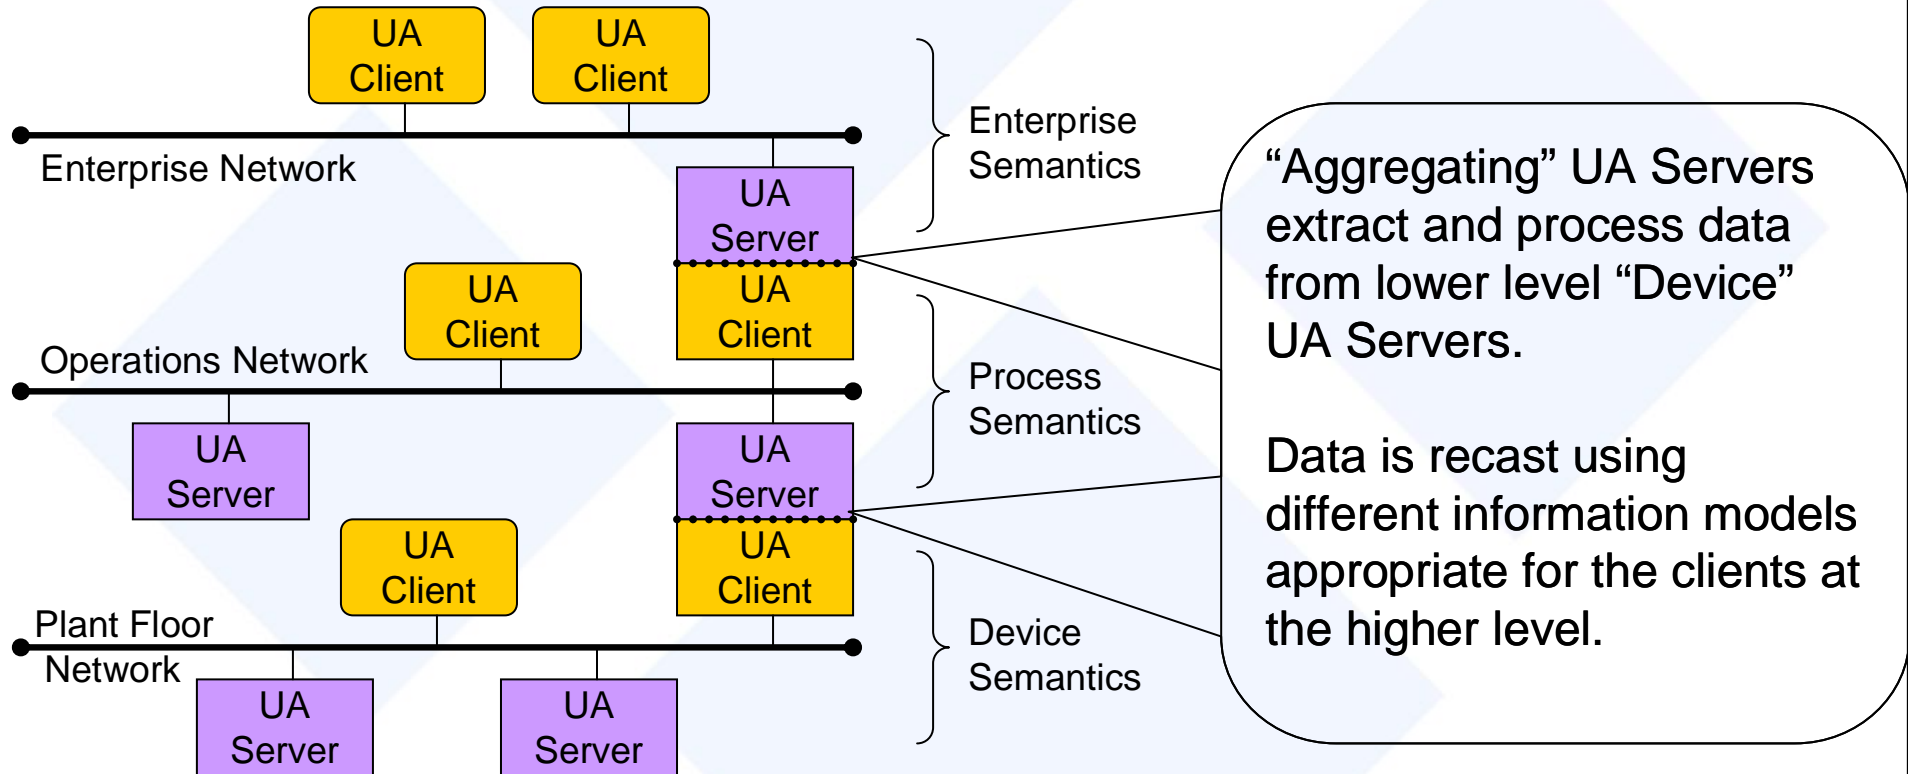 UA
Client
UA
Client
Enterprise Network
UA
Server
Enterprise
Semantics
UA
Client
UA
Client
Operations Network
Process
Semantics
UA
Server
UA
Server
UA
Client
UA
Client
Plant Floor
Network
Device
Semantics
UA
Server
UA
Server
“Aggregating” UA Servers
extract and process data
from lower level “Device”
UA Servers.
Data is recast using
different information models
appropriate for the clients at
the higher level.